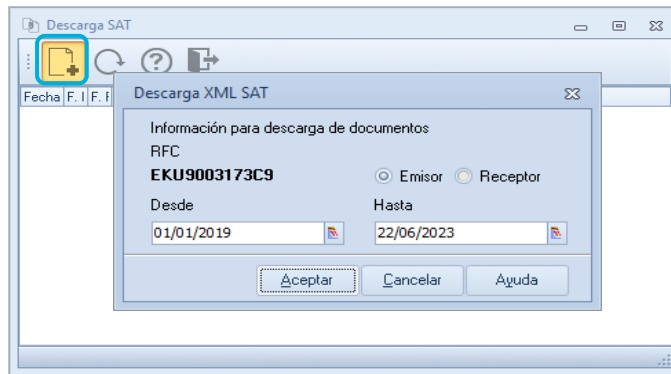 Descarga SAT
Fecha F. I F. F
Descarga XML SAT
Información para descarga de documentos
RFC
EKU9003173C9 Emisor Receptor
Desde Hasta
01/01/2019 22/06/2023
Aceptar Cancelar Ayuda